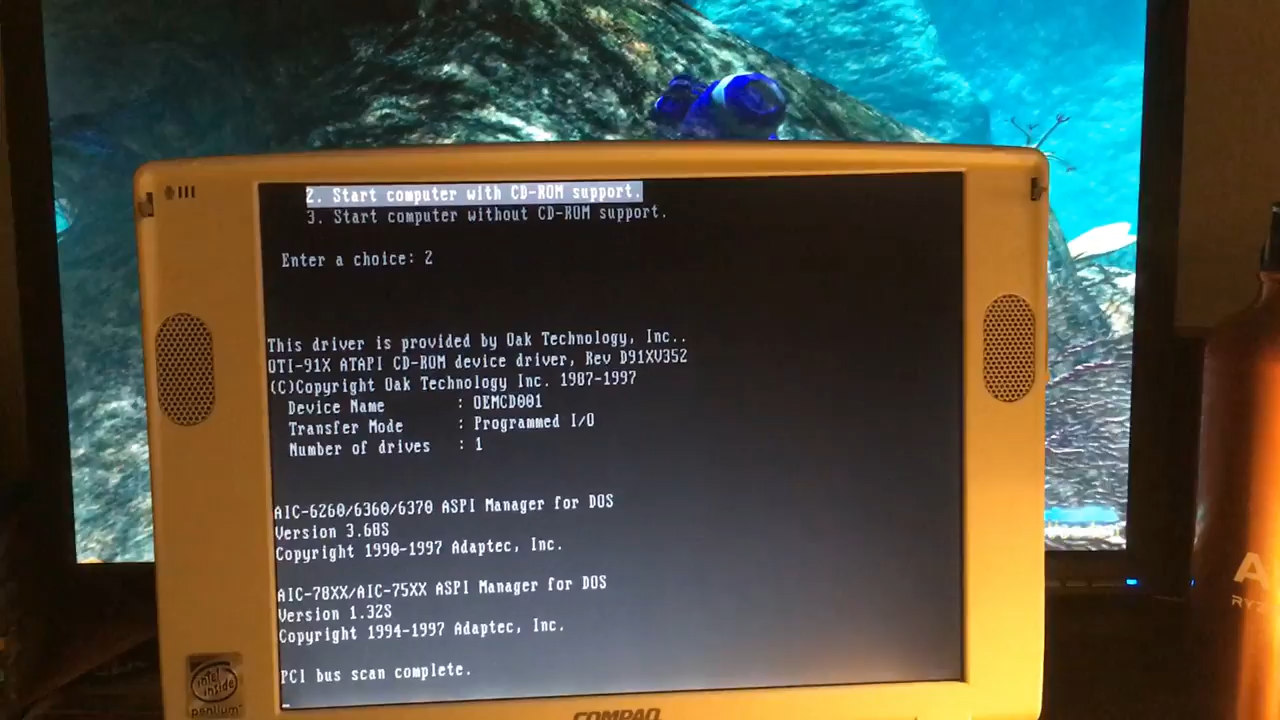 2. Start computer with CD-ROM support.
3. Start computer without CD-ROM support.
Enter a choice: 2
This driver is provided by Oak Technology, Inc..
OTI-91X ATAPI CD-ROM device driver, Rev D91XV352
(C)Copyright Oak Technology Inc. 1987-1997
Device Name : OEMCD001
Transfer Mode : Programmed I/O
Number of drives : 1
AIC-6260/6360/6370 ASPI Manager for DOS
Version 3.68S
Copyright 1990-1997 Adaptec, Inc.
AIC-78XX/AIC-75XX ASPI Manager for DOS
Version 1.32S
Copyright 1994-1997 Adaptec, Inc.
PCI bus scan complete.
intel
inside
pentium
COMPAQ